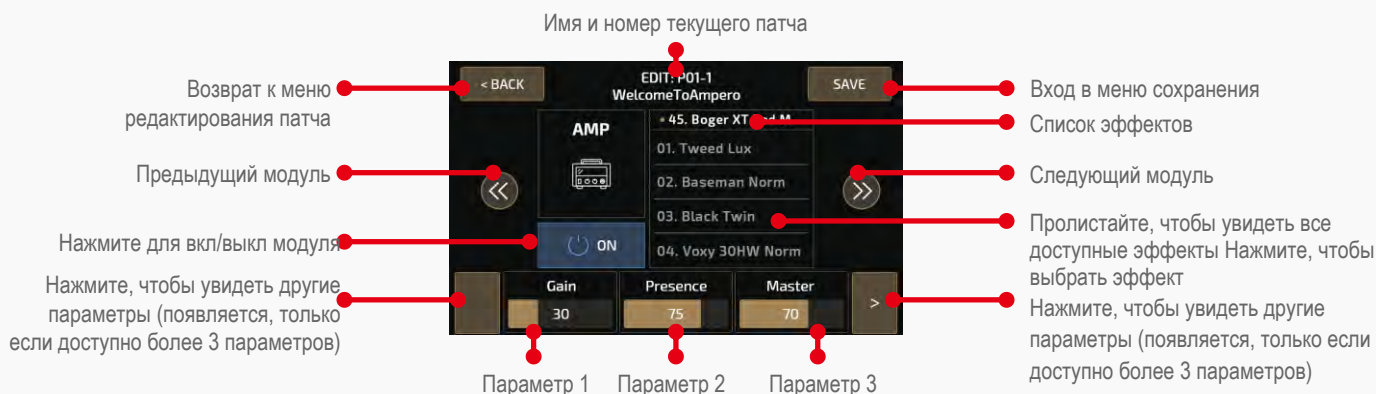 Имя и номер текущего патча
Возврат к меню
редактирования патча
Предыдущий модуль
Нажмите для вкл/выкл модуля
Нажмите, чтобы увидеть другие
параметры (появляется, только
если доступно более 3 параметров)
< BACK
EDIT: P01-1
WelcomeToAmpero
SAVE
AMP
45. Boger XT
01. Tweed Lux
02. Baseman Norm
03. Black Twin
04. Voxy 30HW Norm
ON
Gain
Presence
Master
30
75
70
>
Вход в меню сохранения
Список эффектов
Следующий модуль
Пролистайте, чтобы увидеть все
доступные эффекты Нажмите, чтобы
выбрать эффект
Нажмите, чтобы увидеть другие
параметры (появляется, только если
доступно более 3 параметров)
Параметр 1
Параметр 2
Параметр 3